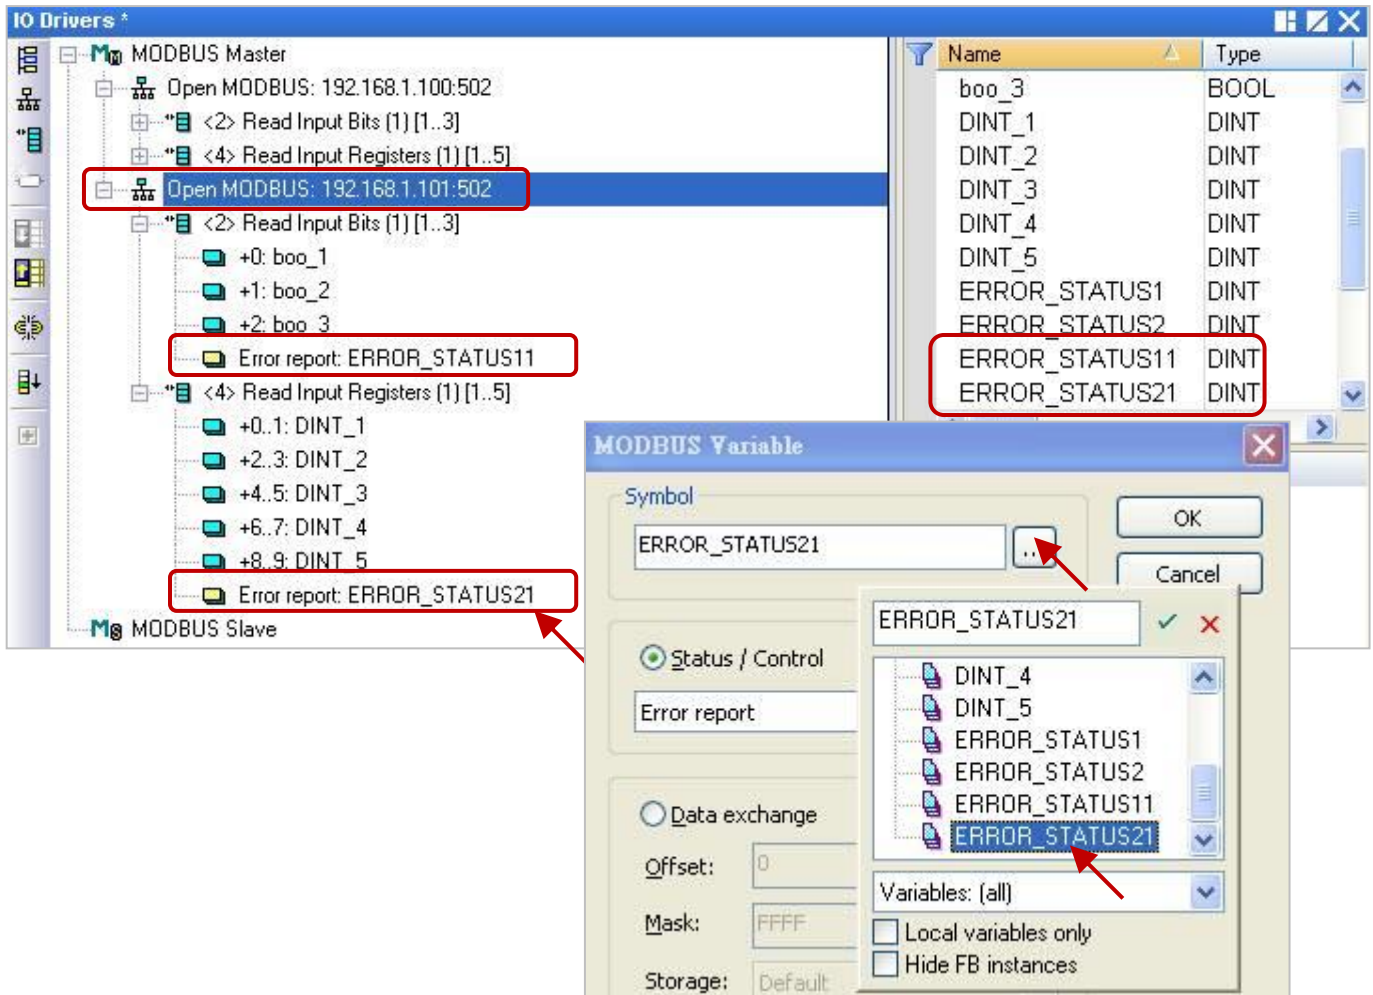 IO Drivers *
MODBUS Master
Open MODBUS: 192.168.1.100:502
<2> Read Input Bits (1) [1..3]
<4> Read Input Registers (1) [1..5]
Open MODBUS: 192.168.1.101:502
<2> Read Input Bits (1) [1..3]
+0: boo_1
+1: boo_2
+2: boo_3
Error report: ERROR_STATUS11
<4> Read Input Registers (1) [1..5]
+0..1: DINT_1
+2..3: DINT_2
+4..5: DINT_3
+6..7: DINT_4
+8..9: DINT_5
Error report: ERROR_STATUS21
MODBUS Slave
Name Type
boo_3 BOOL
DINT_1 DINT
DINT_2 DINT
DINT_3 DINT
DINT_4 DINT
DINT_5 DINT
ERROR_STATUS1 DINT
ERROR_STATUS2 DINT
ERROR_STATUS11 DINT
ERROR_STATUS21 DINT
MODBUS Variable
Symbol
ERROR_STATUS21
...
OK
Cancel
Status / Control
Error report
Data exchange
Offset: 0
Mask: FFFF
Storage: Default
ERROR_STATUS21
DINT_4
DINT_5
ERROR_STATUS1
ERROR_STATUS2
ERROR_STATUS11
ERROR_STATUS21
Variables: (all)
Local variables only
Hide FB instances